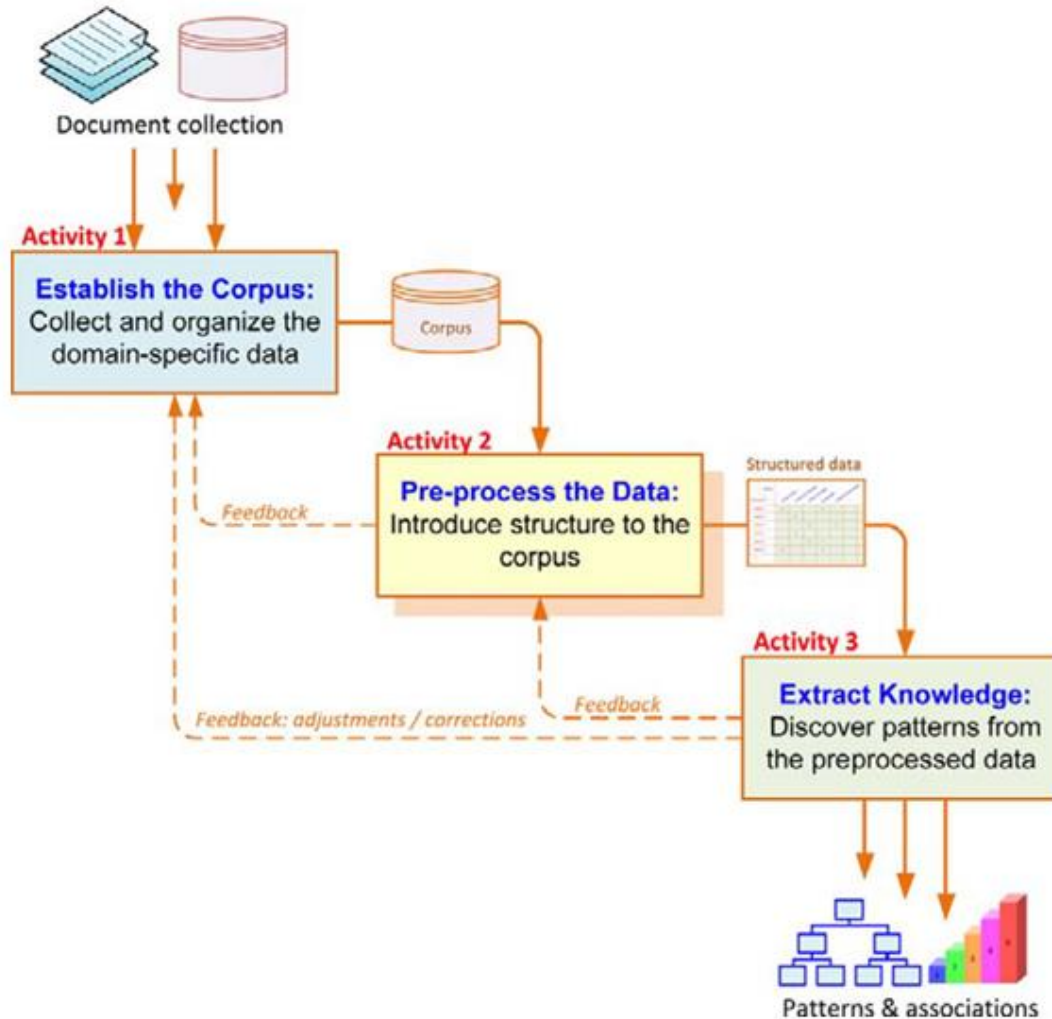 Document collection
Activity 1
Establish the Corpus:
Collect and organize the
domain-specific data
Corpus
Activity 2
Pre-process the Data:
Introduce structure to the
corpus
Structured data
Feedback
Activity 3
Extract Knowledge:
Discover patterns from
the preprocessed data
Feedback
Feedback: adjustments / corrections
Patterns & associations